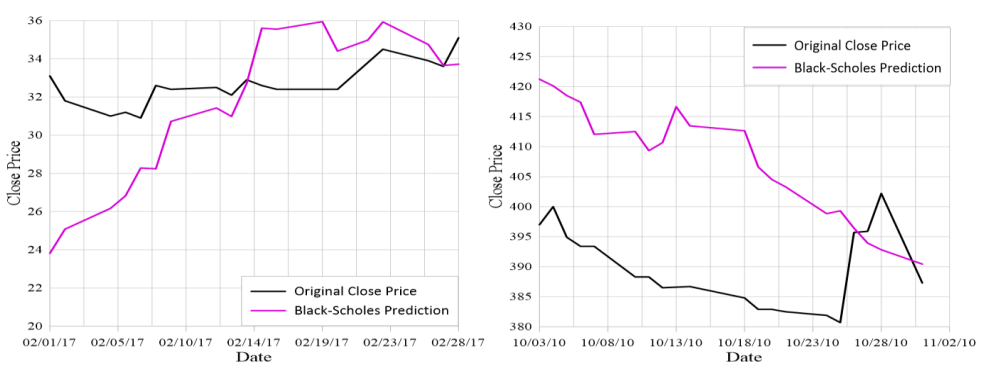 36
34
32
30
28
26
24
22
20
Close Price
02/01/17 02/05/17 02/10/17 02/14/17 02/19/17 02/23/17 02/28/17
Date
Original Close Price
Black-Scholes Prediction
430
425
420
415
410
405
400
395
390
385
380
Close Price
10/03/10 10/08/10 10/13/10 10/18/10 10/23/10 10/28/10 11/02/10
Date
Original Close Price
Black-Scholes Prediction